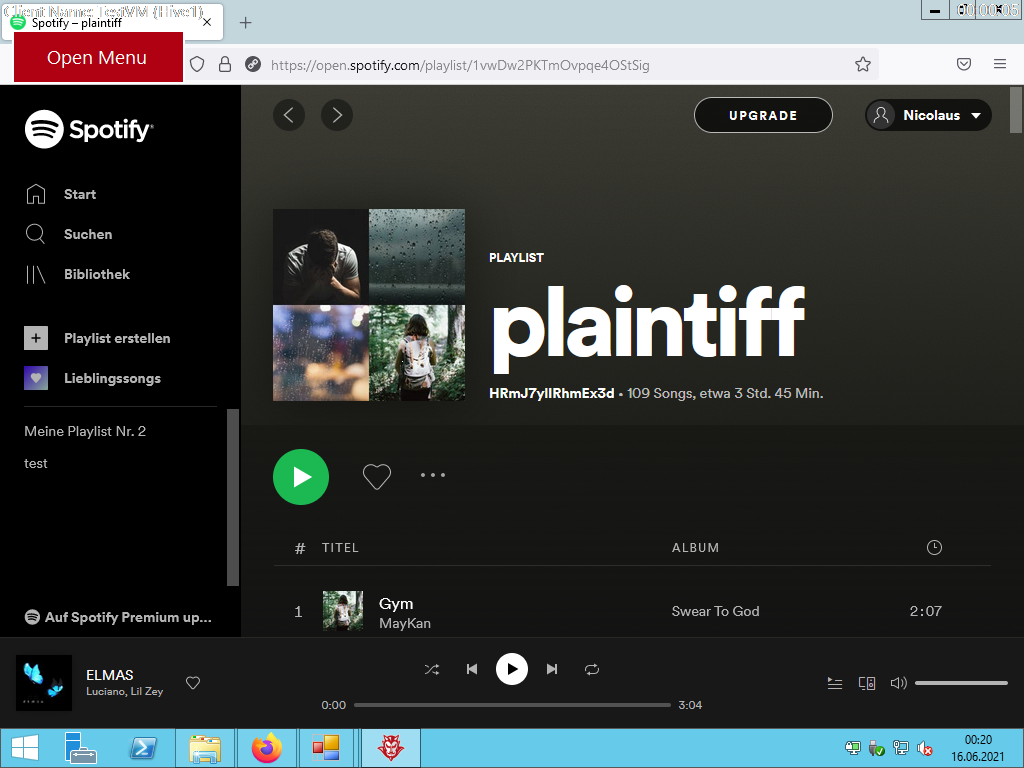 Client Name: TestVM (Hive1)
00:00:05
Spotify – plaintiff
Open Menu
https://open.spotify.com/playlist/1vwDw2PKTmOvpqe4OStSig
Spotify
UPGRADE
Nicolaus
Start
Suchen
Bibliothek
Playlist erstellen
Lieblingssongs
Meine Playlist Nr. 2
test
Auf Spotify Premium up...
PLAYLIST
plaintiff
HRmJ7yIlRhmEx3d • 109 Songs, etwa 3 Std. 45 Min.
# TITEL ALBUM
1 Gym Swear To God 2:07
MayKan
ELMAS
Luciano, Lil Zey
0:00 3:04
00:20
16.06.2021